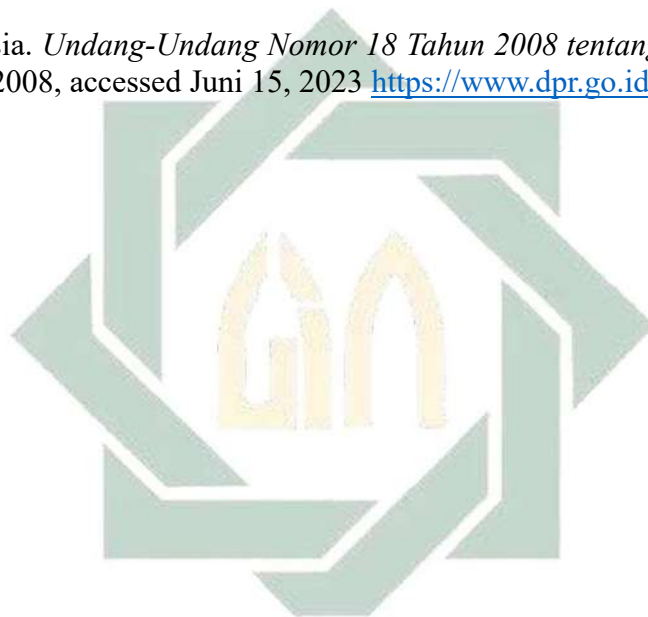 ia. Undang-Undang Nomor 18 Tahun 2008 tentang
2008, accessed Juni 15, 2023 https://www.dpr.go.id